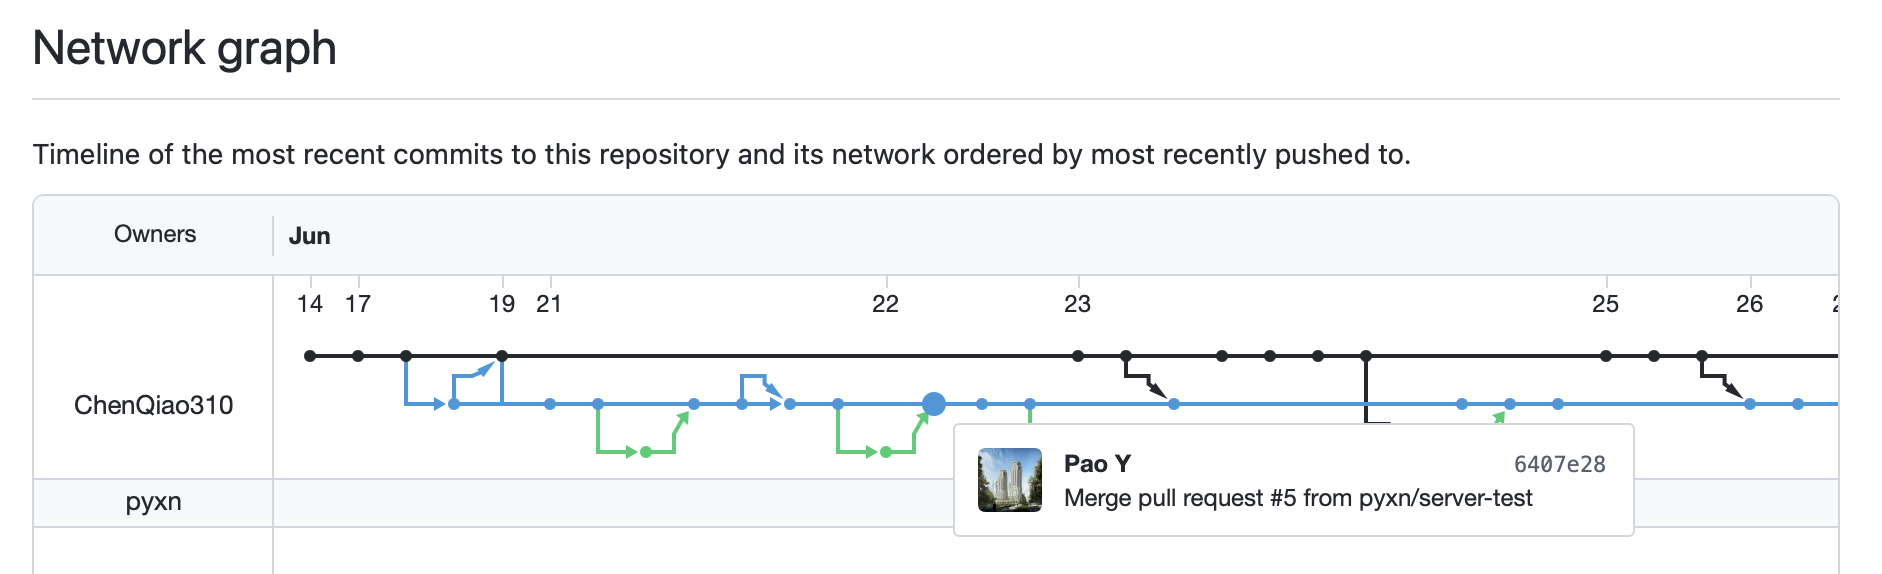 Network graph
Timeline of the most recent commits to this repository and its network ordered by most recently pushed to.
Owners
Jun
14 17 19 21 22 23 25 26
ChenQiao310
Pao Y 6407e28
Merge pull request #5 from pyxn/server-test
pyxn